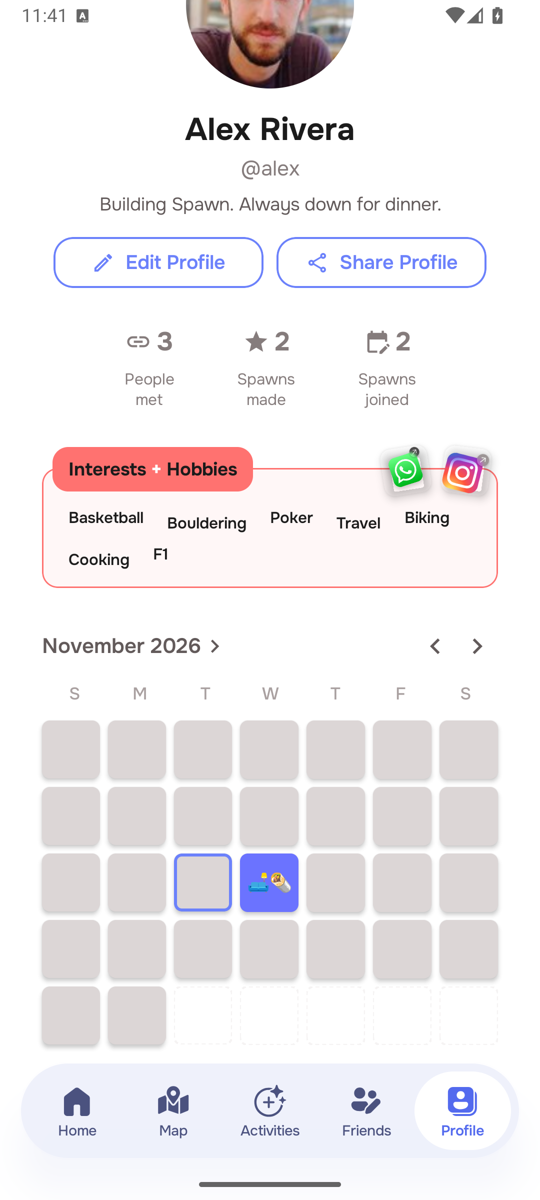 11:41 A
Alex Rivera
@alex
Building Spawn. Always down for dinner.
Edit Profile Share Profile
3 2 2
People Spawns Spawns
met made joined
Interests + Hobbies
Basketball Bouldering Poker Travel Biking
Cooking F1
November 2026
S M T W T F S
Home Map Activities Friends Profile